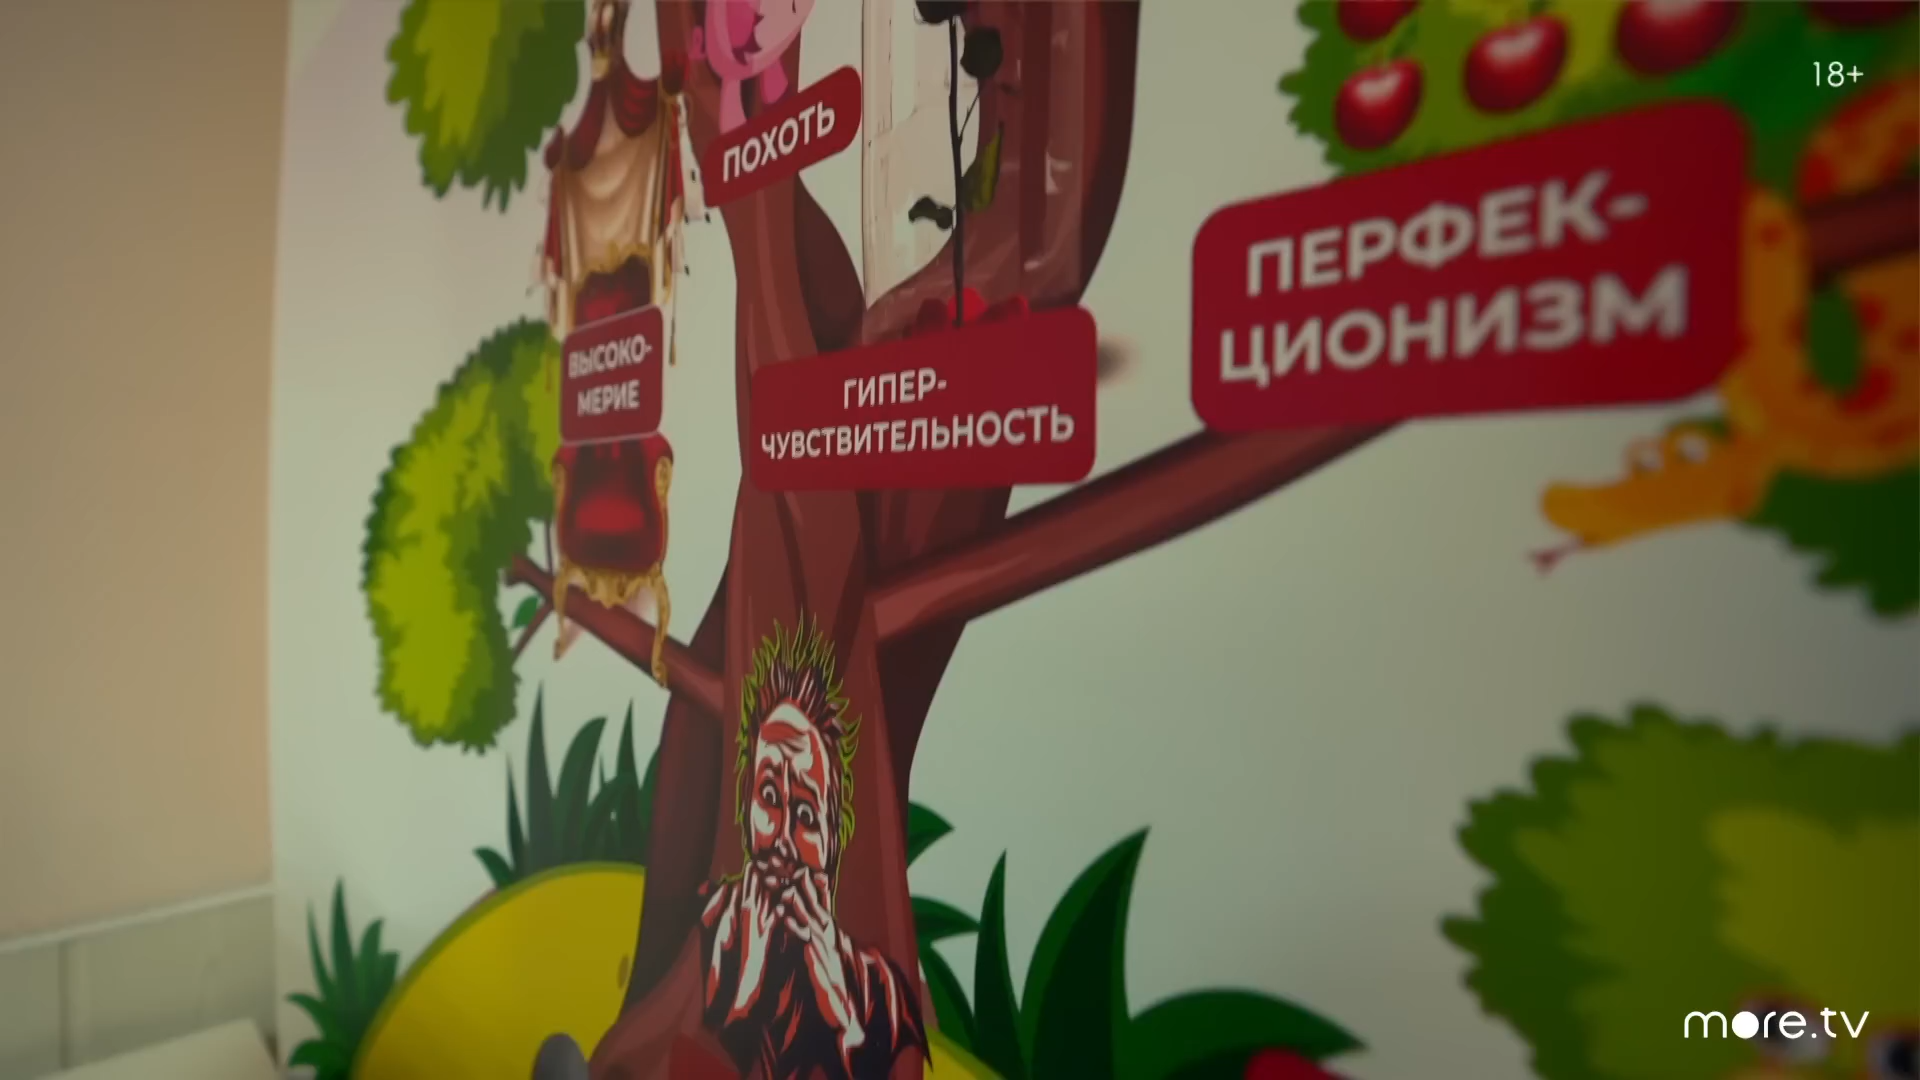 18+
ПОХОТЬ
ПЕРФЕК-
ЦИОНИЗМ
ВЫСОКО-
МЕРИЕ
ГИПЕР-
ЧУВСТВИТЕЛЬНОСТЬ
more.tv